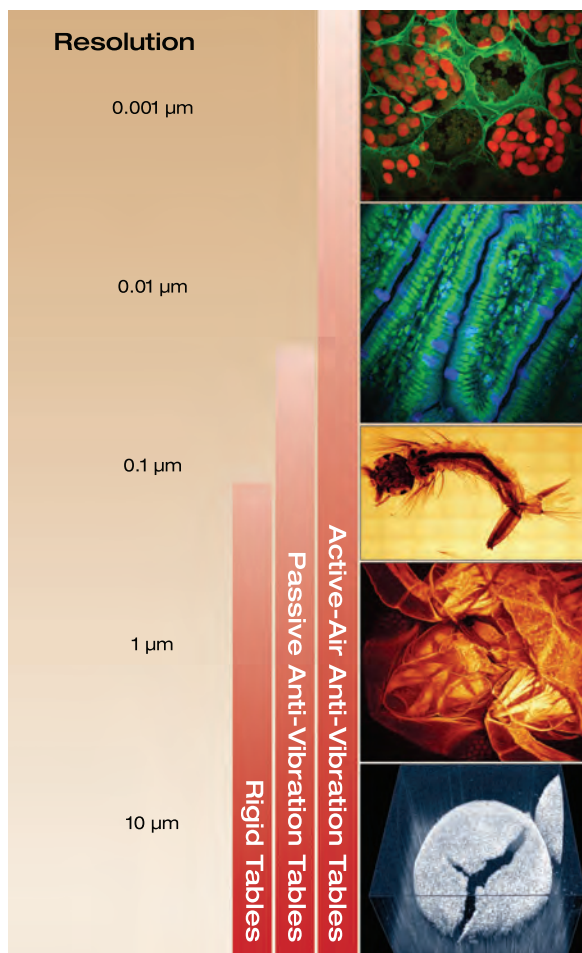 Resolution
0.001 µm
0.01 µm
0.1 µm
1 µm
10 µm
Rigid Tables
Passive Anti-Vibration Tables
Active-Air Anti-Vibration Tables